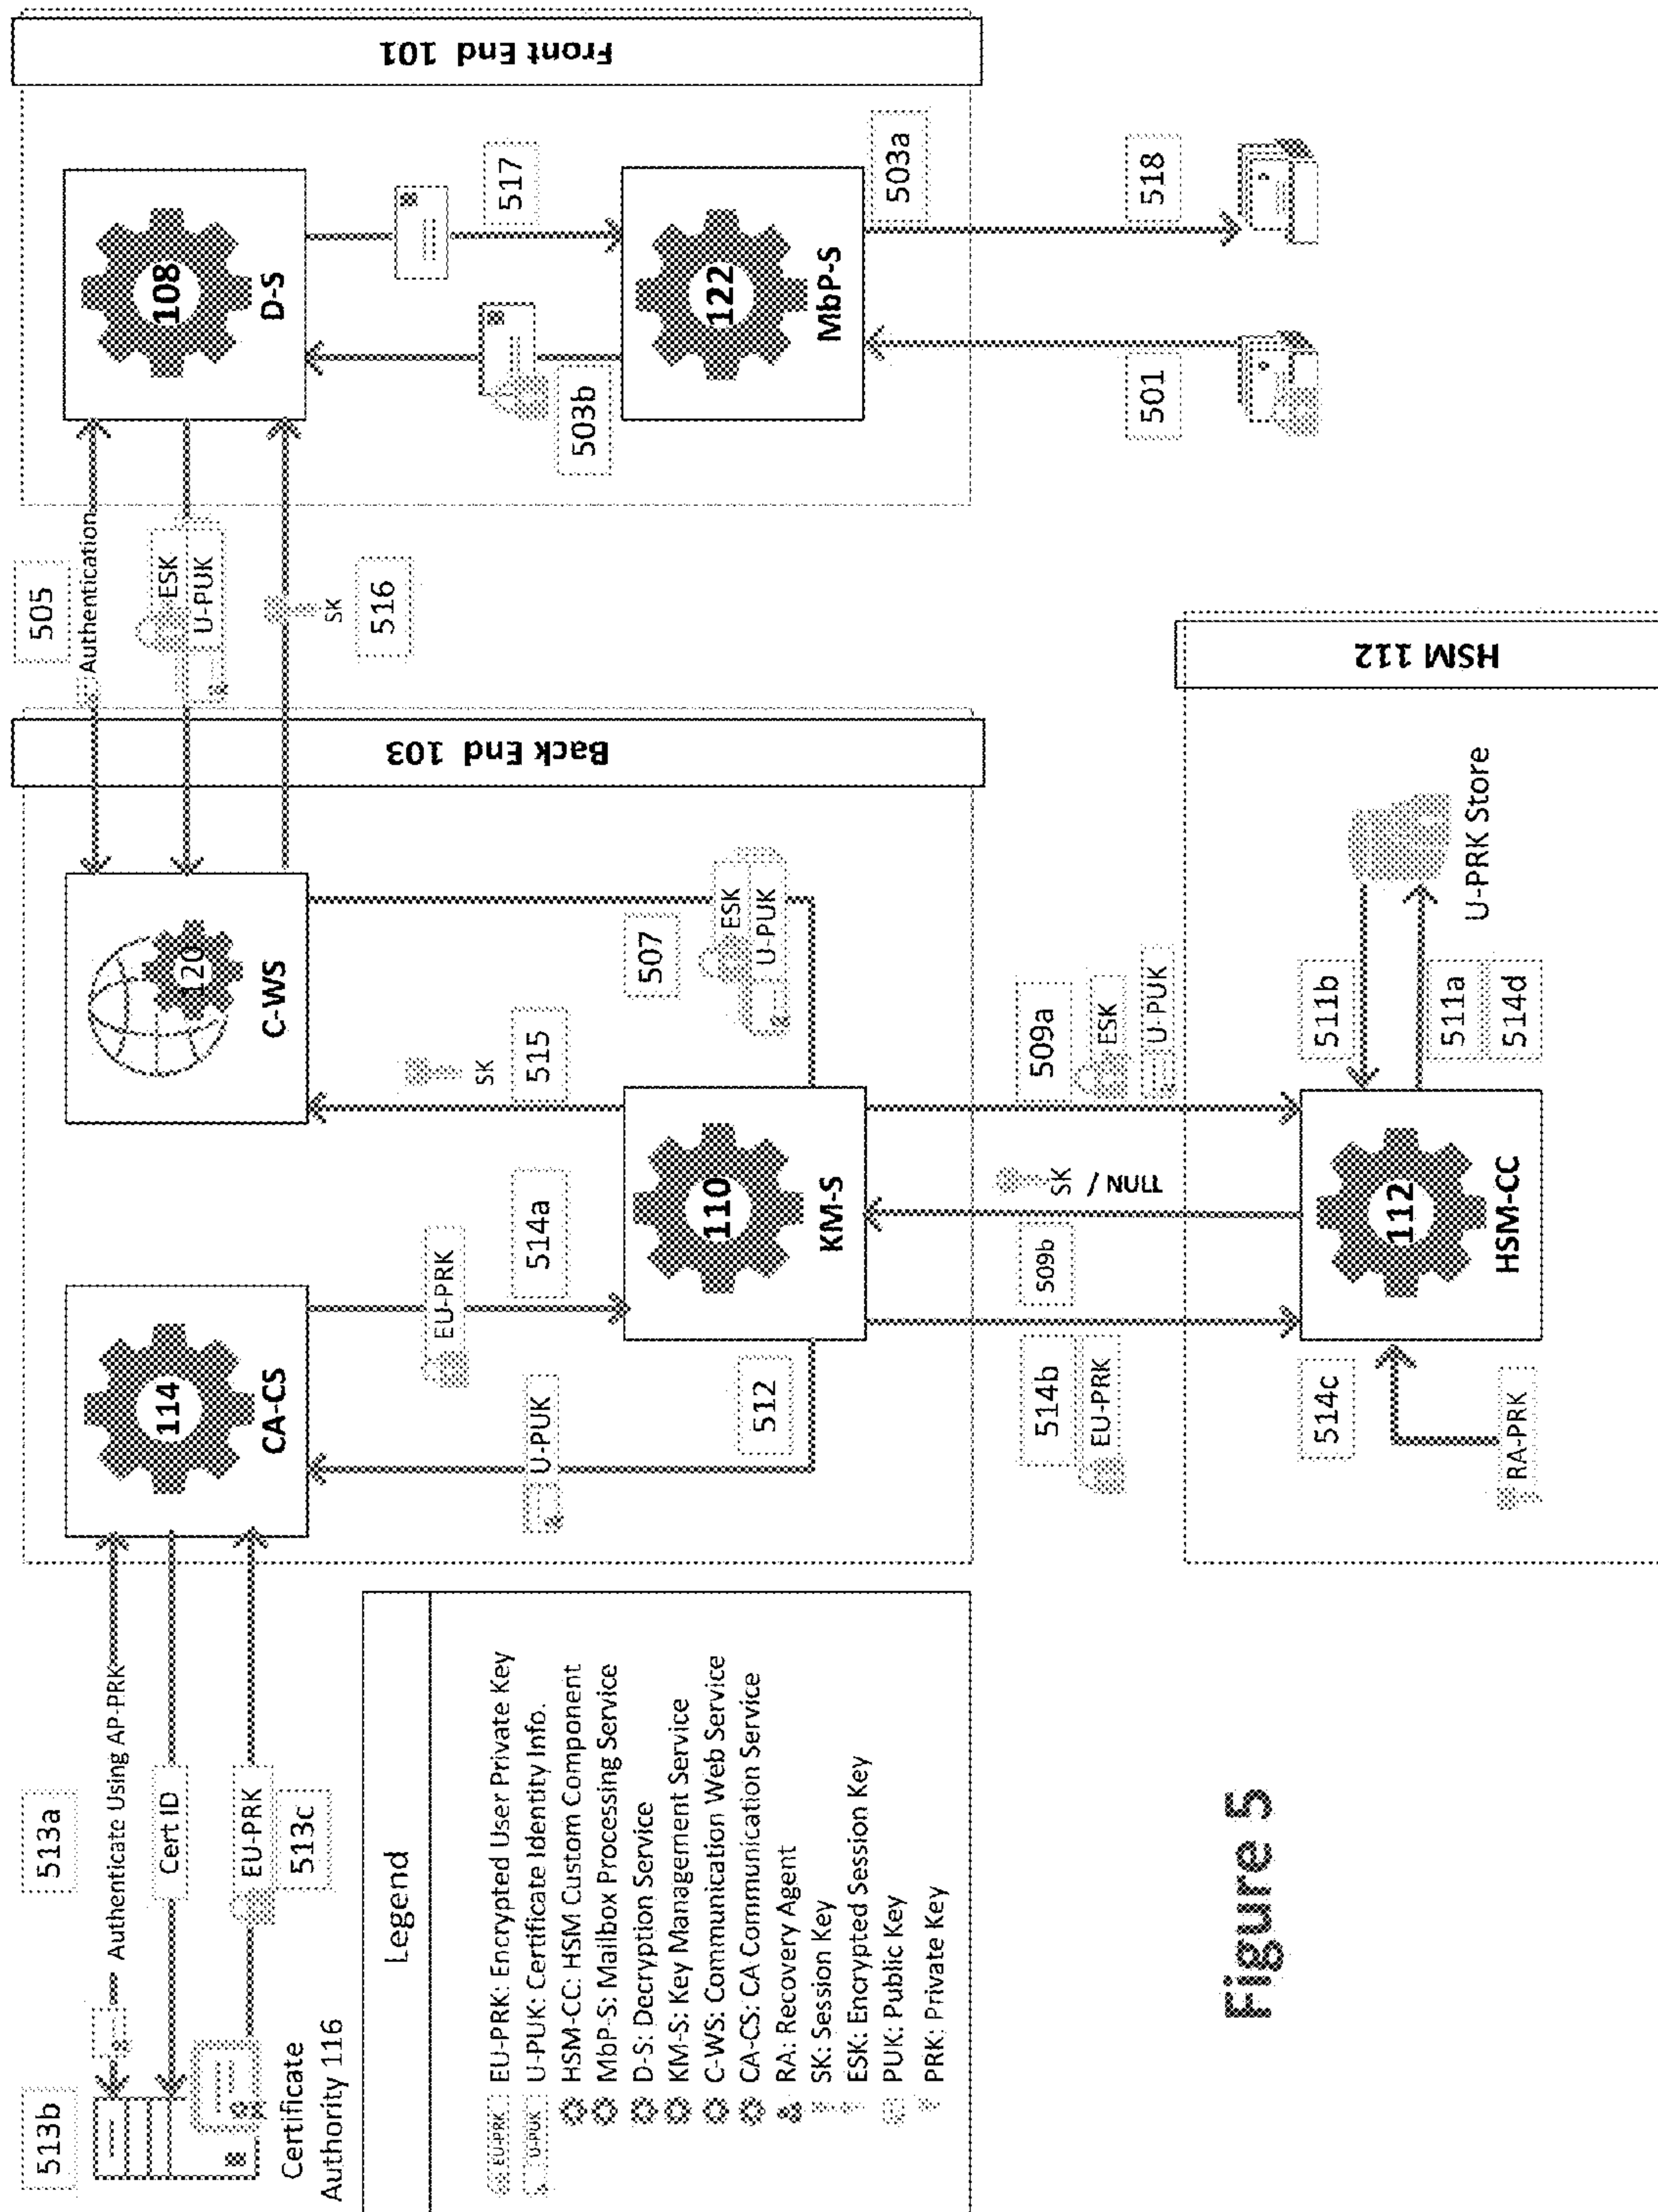 513b
513a
Authenticate Using AP-PRK
Cert ID
EU-PRK
513c
Certificate
Authority 116
114
CA-CS
U-PUK
512
EU-PRK
514a
110
KM-S
SK
515
120
C-WS
507
ESK
U-PUK
Back End 103
505
Authentication
ESK
U-PUK
SK
516
108
D-S
503b
517
122
MbP-S
503a
501
518
Front End 101
514b
EU-PRK
509b
SK / NULL
509a
ESK
U-PUK
514c
RA-PRK
112
HSM-CC
511b
511a
514d
U-PRK Store
HSM 112
Legend
EU-PRK EU-PRK: Encrypted User Private Key
U-PUK U-PUK: Certificate Identity Info.
HSM-CC: HSM Custom Component
MbP-S: Mailbox Processing Service
D-S: Decryption Service
KM-S: Key Management Service
C-WS: Communication Web Service
CA-CS: CA Communication Service
RA: Recovery Agent
SK: Session Key
ESK: Encrypted Session Key
PUK: Public Key
PRK: Private Key
Figure 5